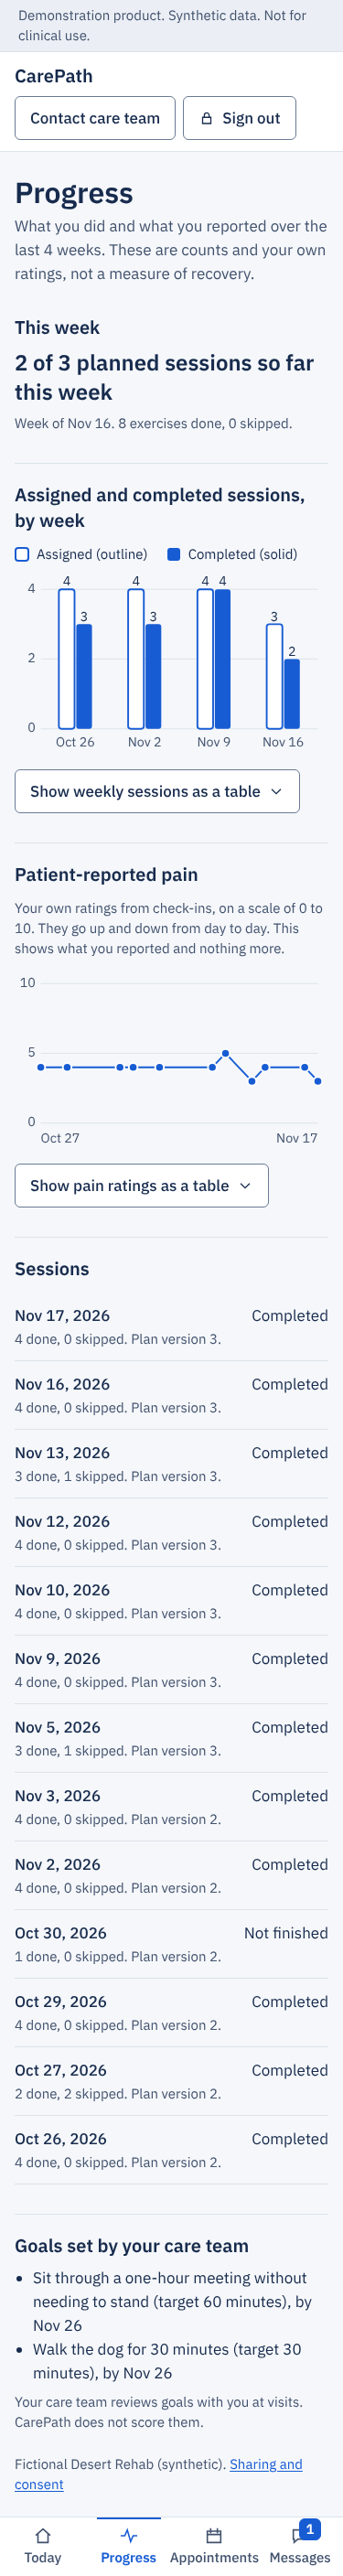 Demonstration product. Synthetic data. Not for
clinical use.
CarePath
Contact care team
Sign out
Progress
What you did and what you reported over the
last 4 weeks. These are counts and your own
ratings, not a measure of recovery.
This week
2 of 3 planned sessions so far
this week
Week of Nov 16. 8 exercises done, 0 skipped.
Assigned and completed sessions,
by week
Assigned (outline) Completed (solid)
4 4 4 4 4
3 3 3
2 2
0
Oct 26 Nov 2 Nov 9 Nov 16
Show weekly sessions as a table
Patient-reported pain
Your own ratings from check-ins, on a scale of 0 to
10. They go up and down from day to day. This
shows what you reported and nothing more.
10
5
0
Oct 27 Nov 17
Show pain ratings as a table
Sessions
Nov 17, 2026 Completed
4 done, 0 skipped. Plan version 3.
Nov 16, 2026 Completed
4 done, 0 skipped. Plan version 3.
Nov 13, 2026 Completed
3 done, 1 skipped. Plan version 3.
Nov 12, 2026 Completed
4 done, 0 skipped. Plan version 3.
Nov 10, 2026 Completed
4 done, 0 skipped. Plan version 3.
Nov 9, 2026 Completed
4 done, 0 skipped. Plan version 3.
Nov 5, 2026 Completed
3 done, 1 skipped. Plan version 3.
Nov 3, 2026 Completed
4 done, 0 skipped. Plan version 2.
Nov 2, 2026 Completed
4 done, 0 skipped. Plan version 2.
Oct 30, 2026 Not finished
1 done, 0 skipped. Plan version 2.
Oct 29, 2026 Completed
4 done, 0 skipped. Plan version 2.
Oct 27, 2026 Completed
2 done, 2 skipped. Plan version 2.
Oct 26, 2026 Completed
4 done, 0 skipped. Plan version 2.
Goals set by your care team
• Sit through a one-hour meeting without
needing to stand (target 60 minutes), by
Nov 26
• Walk the dog for 30 minutes (target 30
minutes), by Nov 26
Your care team reviews goals with you at visits.
CarePath does not score them.
Fictional Desert Rehab (synthetic). Sharing and
consent
1
Today Progress Appointments Messages